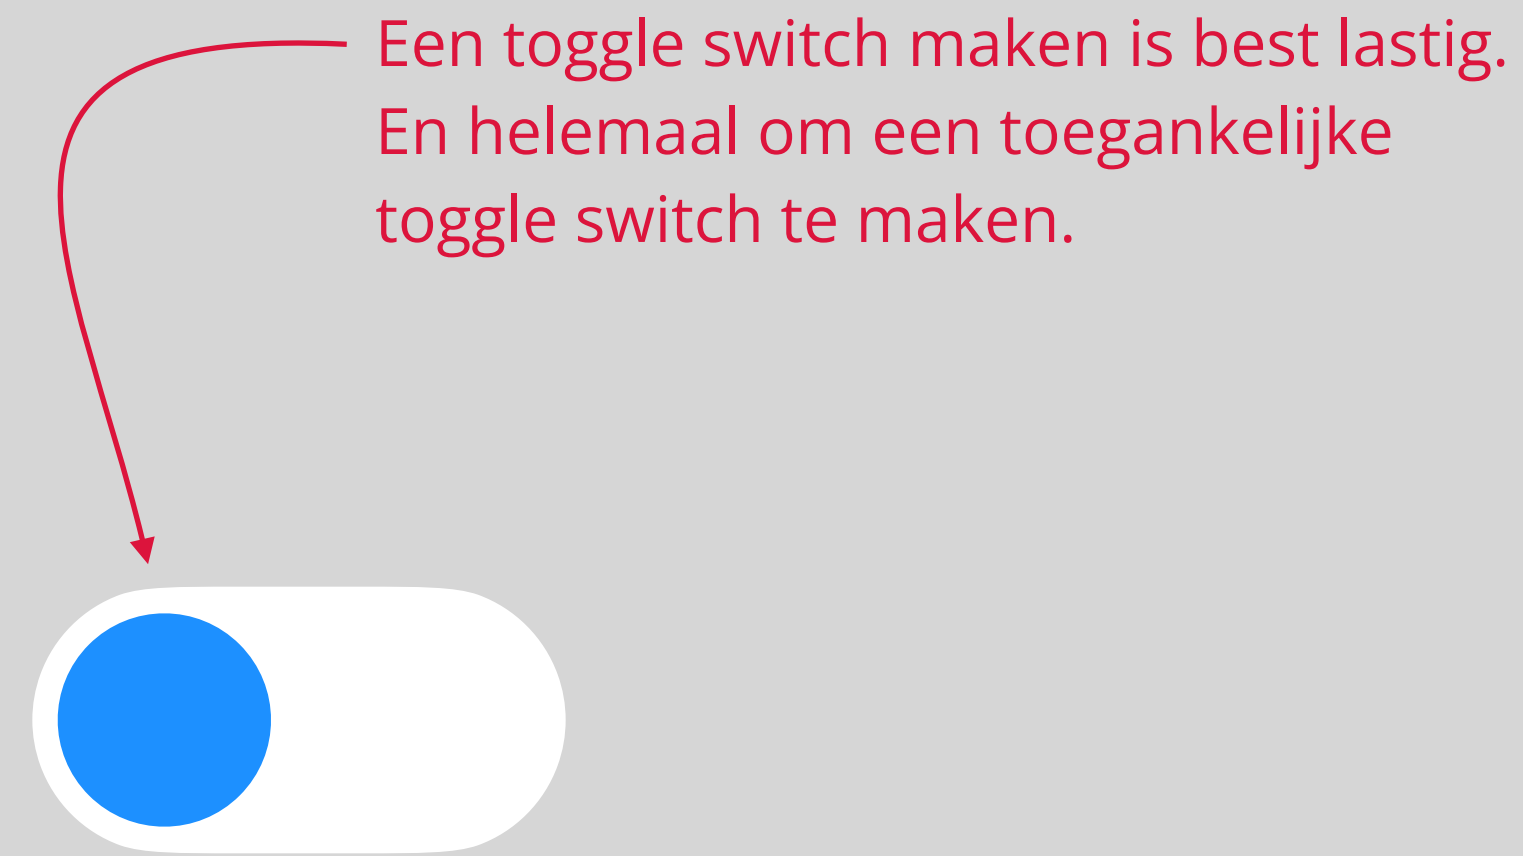 Een toggle switch maken is best lastig.
En helemaal om een toegankelijke
toggle switch te maken.